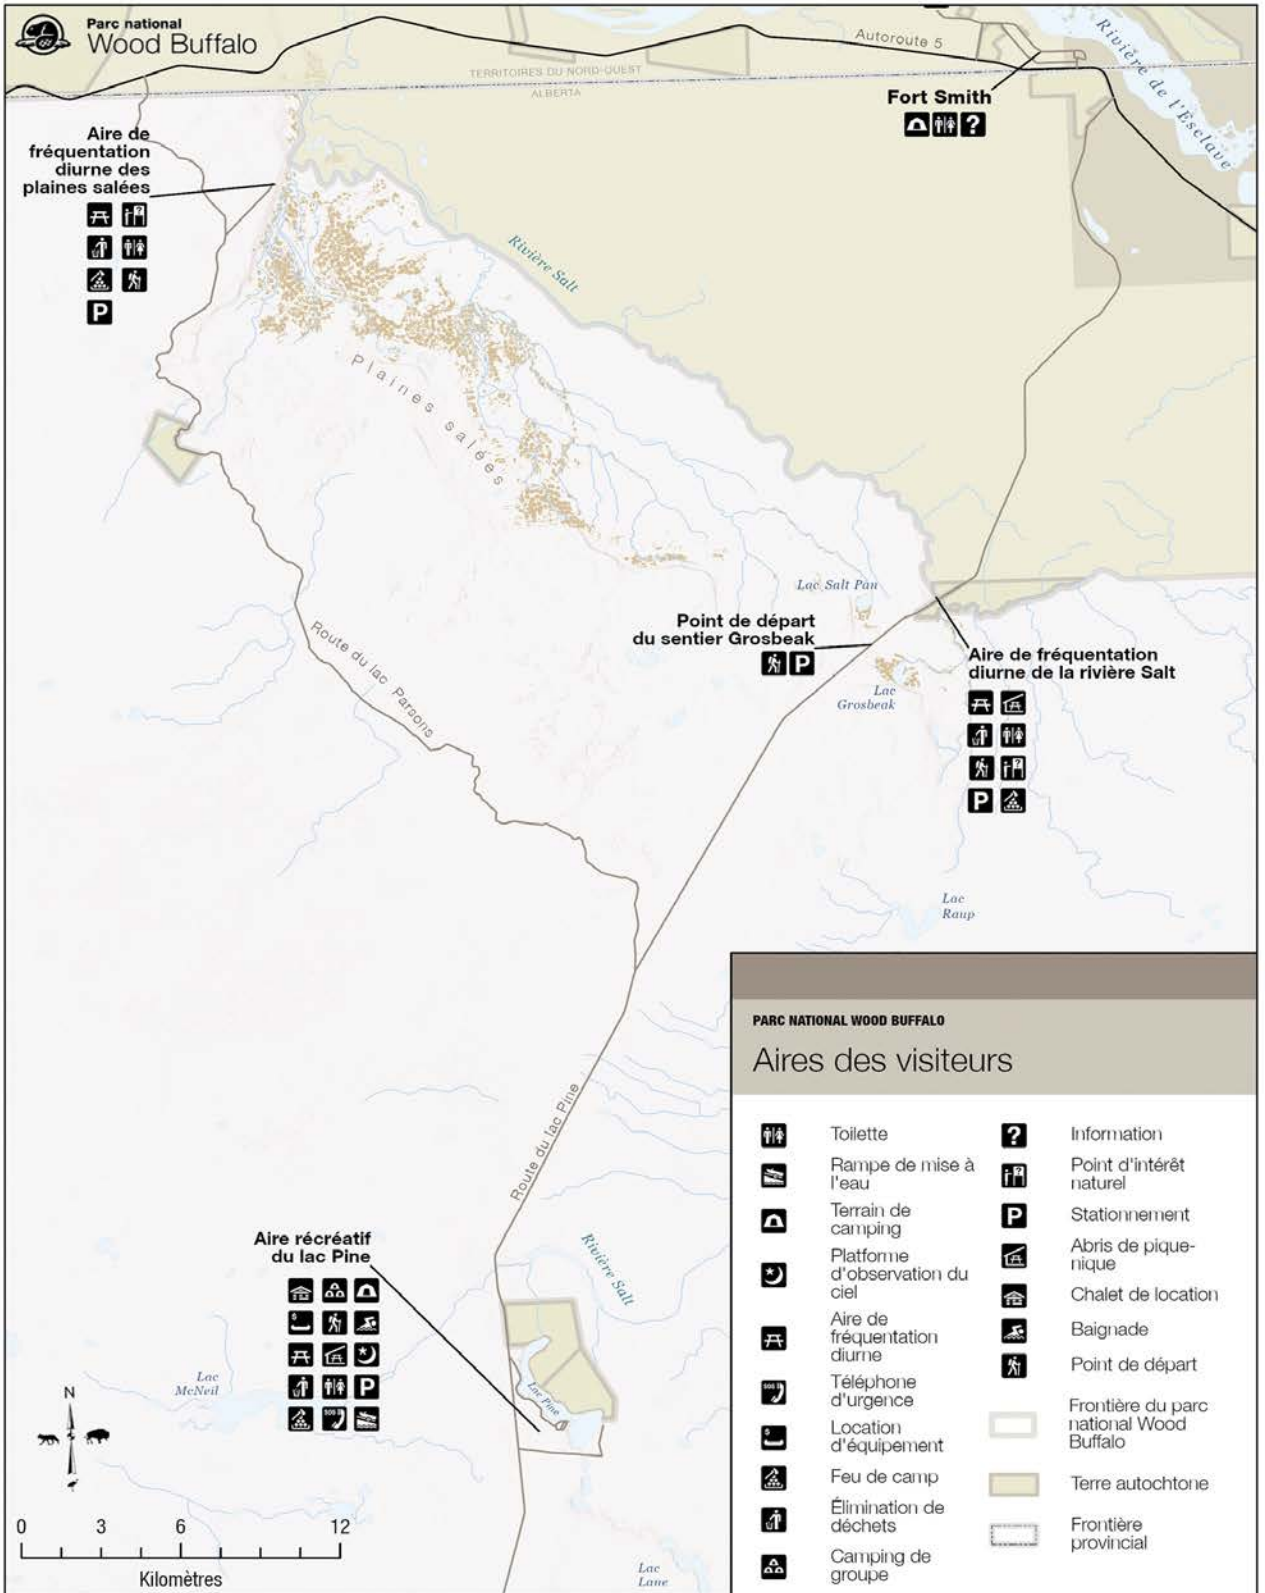 Parc national
Wood Buffalo
Autoroute 5
TERRITOIRES DU NORD-OUEST
ALBERTA
Rivière de l'Esclave
Fort Smith
?
Aire de
fréquentation
diurne des
plaines salées
?
P
Rivière Salt
Plaines salées
Lac Salt Pan
Point de départ
du sentier Grosbeak
P
Aire de fréquentation
diurne de la rivière Salt
?
P
Lac
Grosbeak
Route du lac Parsons
Lac
Raup
Route du lac Pine
Aire récréatif
du lac Pine
$
P
SOS
Rivière Salt
Lac Pine
Lac
McNeil
N
0 3 6 12
Kilomètres
Lac
Lane
PARC NATIONAL WOOD BUFFALO
Aires des visiteurs
Toilette
Rampe de mise à
l'eau
Terrain de
camping
Platforme
d'observation du
ciel
Aire de
fréquentation
diurne
SOS
Téléphone
d'urgence
$
Location
d'équipement
Feu de camp
Élimination de
déchets
Camping de
groupe
?
Information
?
Point d'intérêt
naturel
P
Stationnement
Abris de pique-
nique
Chalet de location
Baignade
Point de départ
Frontière du parc
national Wood
Buffalo
Terre autochtone
Frontière
provincial